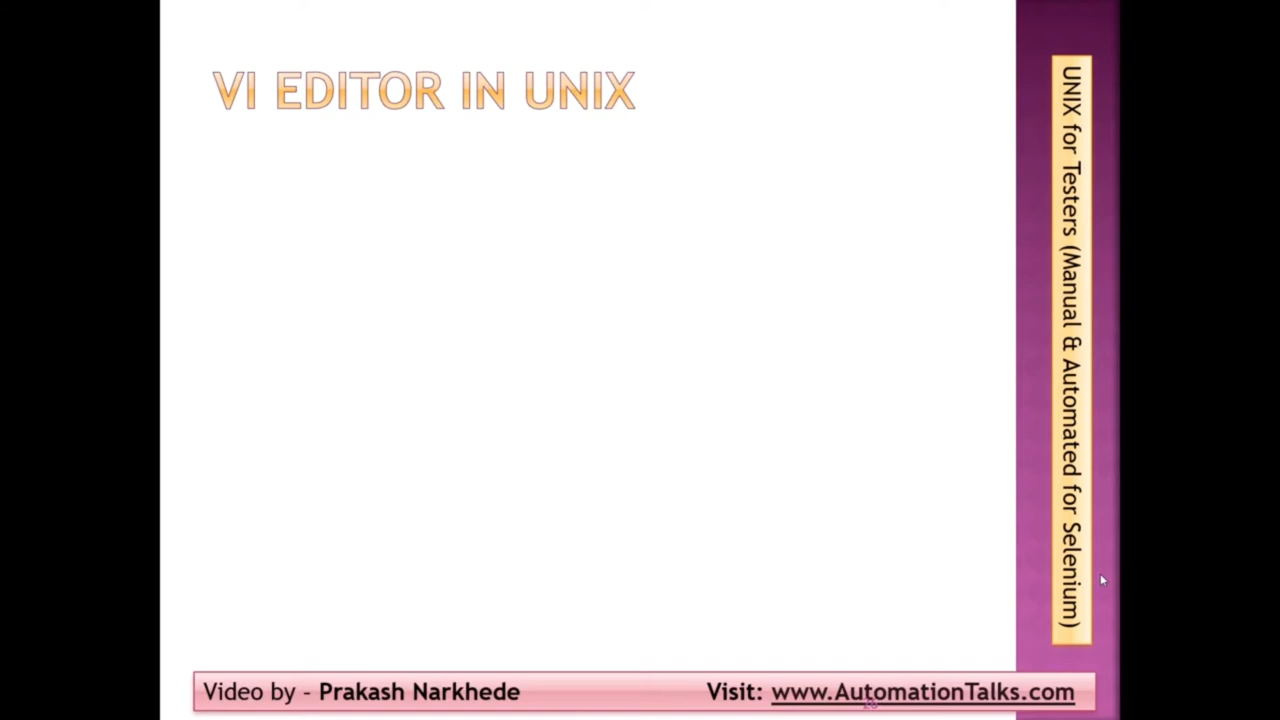 VI EDITOR IN UNIX
UNIX for Testers (Manual & Automated for Selenium)
Video by - Prakash Narkhede
Visit: www.AutomationTalks.com